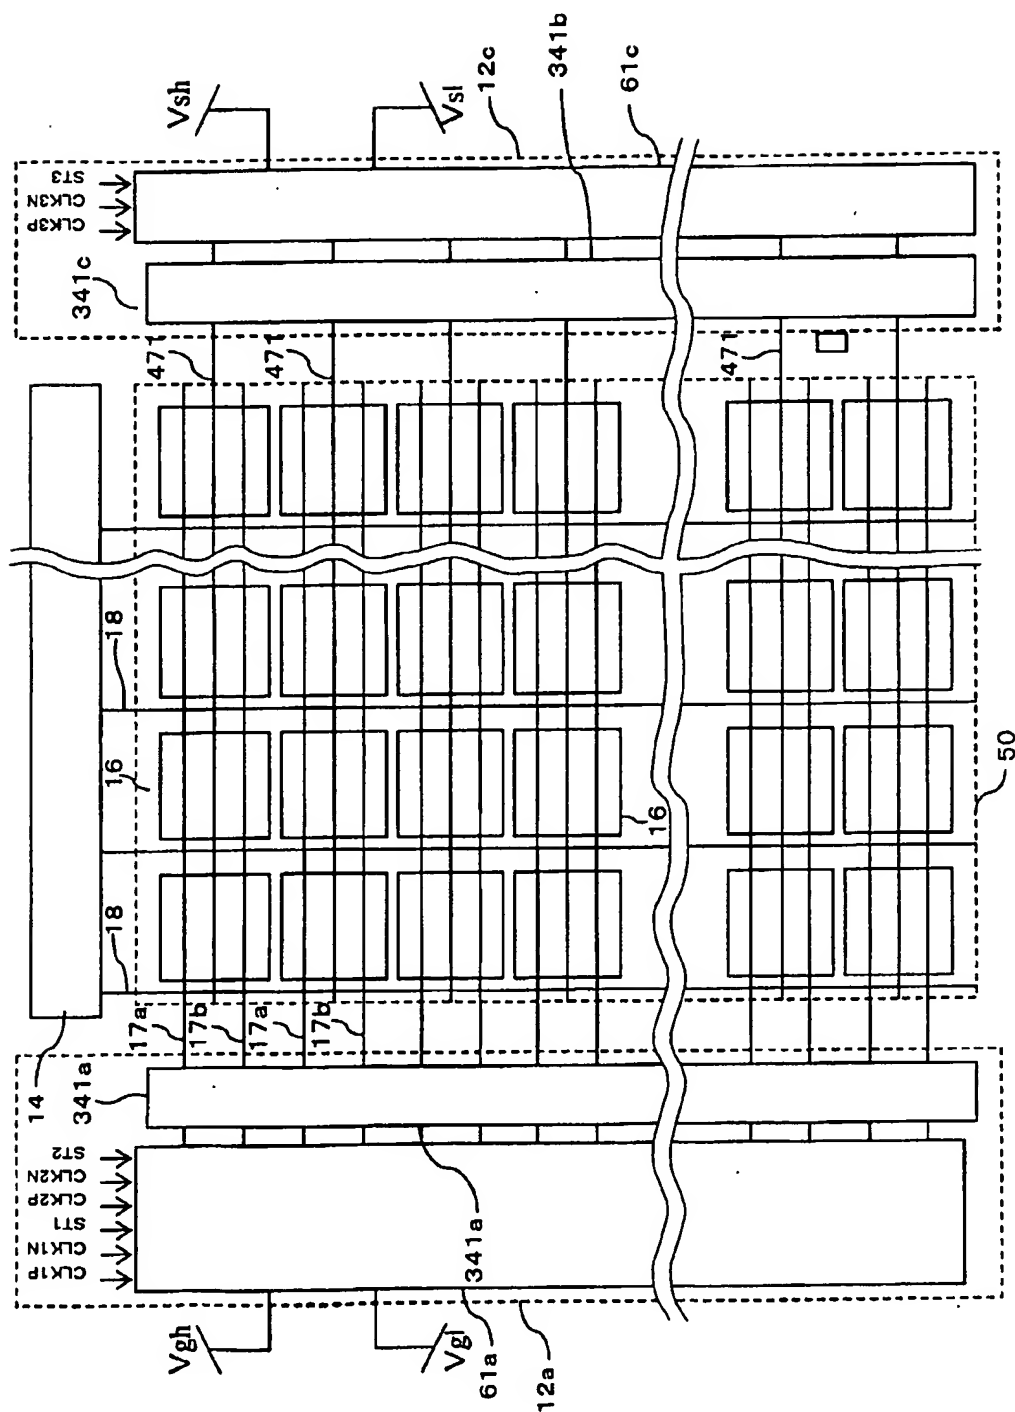 Vsh
Vsl
12c
341b
61c
ST3
CLK3N
CLK3P
341c
471
471
471
18
16
16
18
50
14
17a
17b
17a
17b
341a
ST2
CLK2N
CLK2P
ST1
CLK1N
CLK1P
341a
Vgh
Vgl
61a
12a